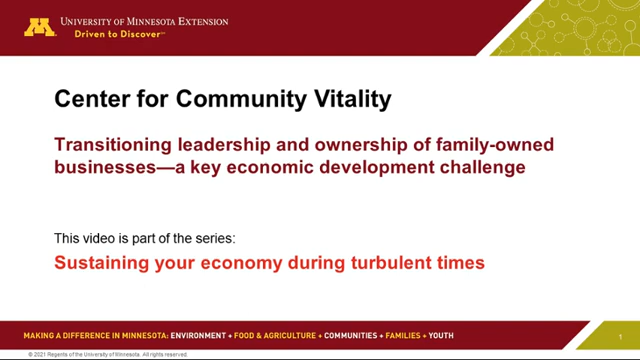 UNIVERSITY OF MINNESOTA EXTENSION
Driven to Discover℠
Center for Community Vitality
Transitioning leadership and ownership of family-owned
businesses—a key economic development challenge
This video is part of the series:
Sustaining your economy during turbulent times
MAKING A DIFFERENCE IN MINNESOTA: ENVIRONMENT + FOOD & AGRICULTURE + COMMUNITIES + FAMILIES + YOUTH
1
© 2021 Regents of the University of Minnesota. All rights reserved.